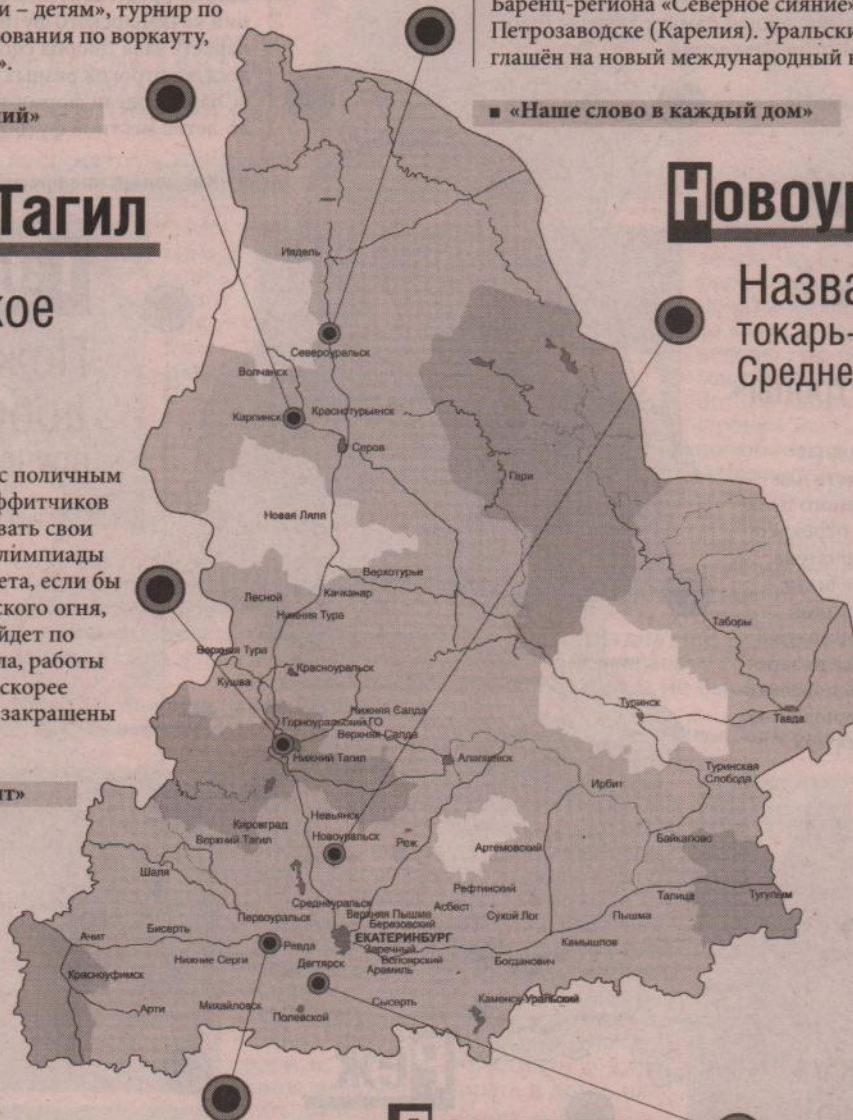 и – детям», турнир по
ования по воркауту,
».
ий»
Баренц-региона «Северное сияние»
Петрозаводске (Карелия). Уральски
глашён на новый международный
■ «Наше слово в каждый дом»
Тагил
кое
Новоур
Назва
токарь-
Средне
с поличным
ффитчиков
вать свои
лимпиады
ета, если бы
ского огня,
йдет по
ла, работы
скорее
закрашены
нт»
Ивдель
Североуральск
Волчанск
Карпинск
Краснотурьинск
Серов
Гари
Новая Ляля
Верхотурье
Лесной
Качканар
Нижняя Тура
Таборы
Верхняя Тура
Красноуральск
Кушва
Туринск
Нижняя Салда
Горноуральский ГО
Тавда
Верхняя Салда
Нижний Тагил
Алапаевск
Туринская
Слобода
Ирбит
Невьянск
Кировград
Новоуральск
Реж
Верхний Тагил
Артемовский
Байкалово
Шаля
Рефтинский
Талица
Тугулым
Среднеуральск
Асбест
Верхняя Пышма
Сухой Лог
Пышма
Первоуральск
Березовский
Бисерть
Ачит
ЕКАТЕРИНБУРГ
Ревда
Заречный
Камышлов
Нижние Серги
Дегтярск
Белоярский
Богданович
Арамиль
Красноуфимск
Арти
Михайловск
Сысерть
Каменск-Уральский
Полевской